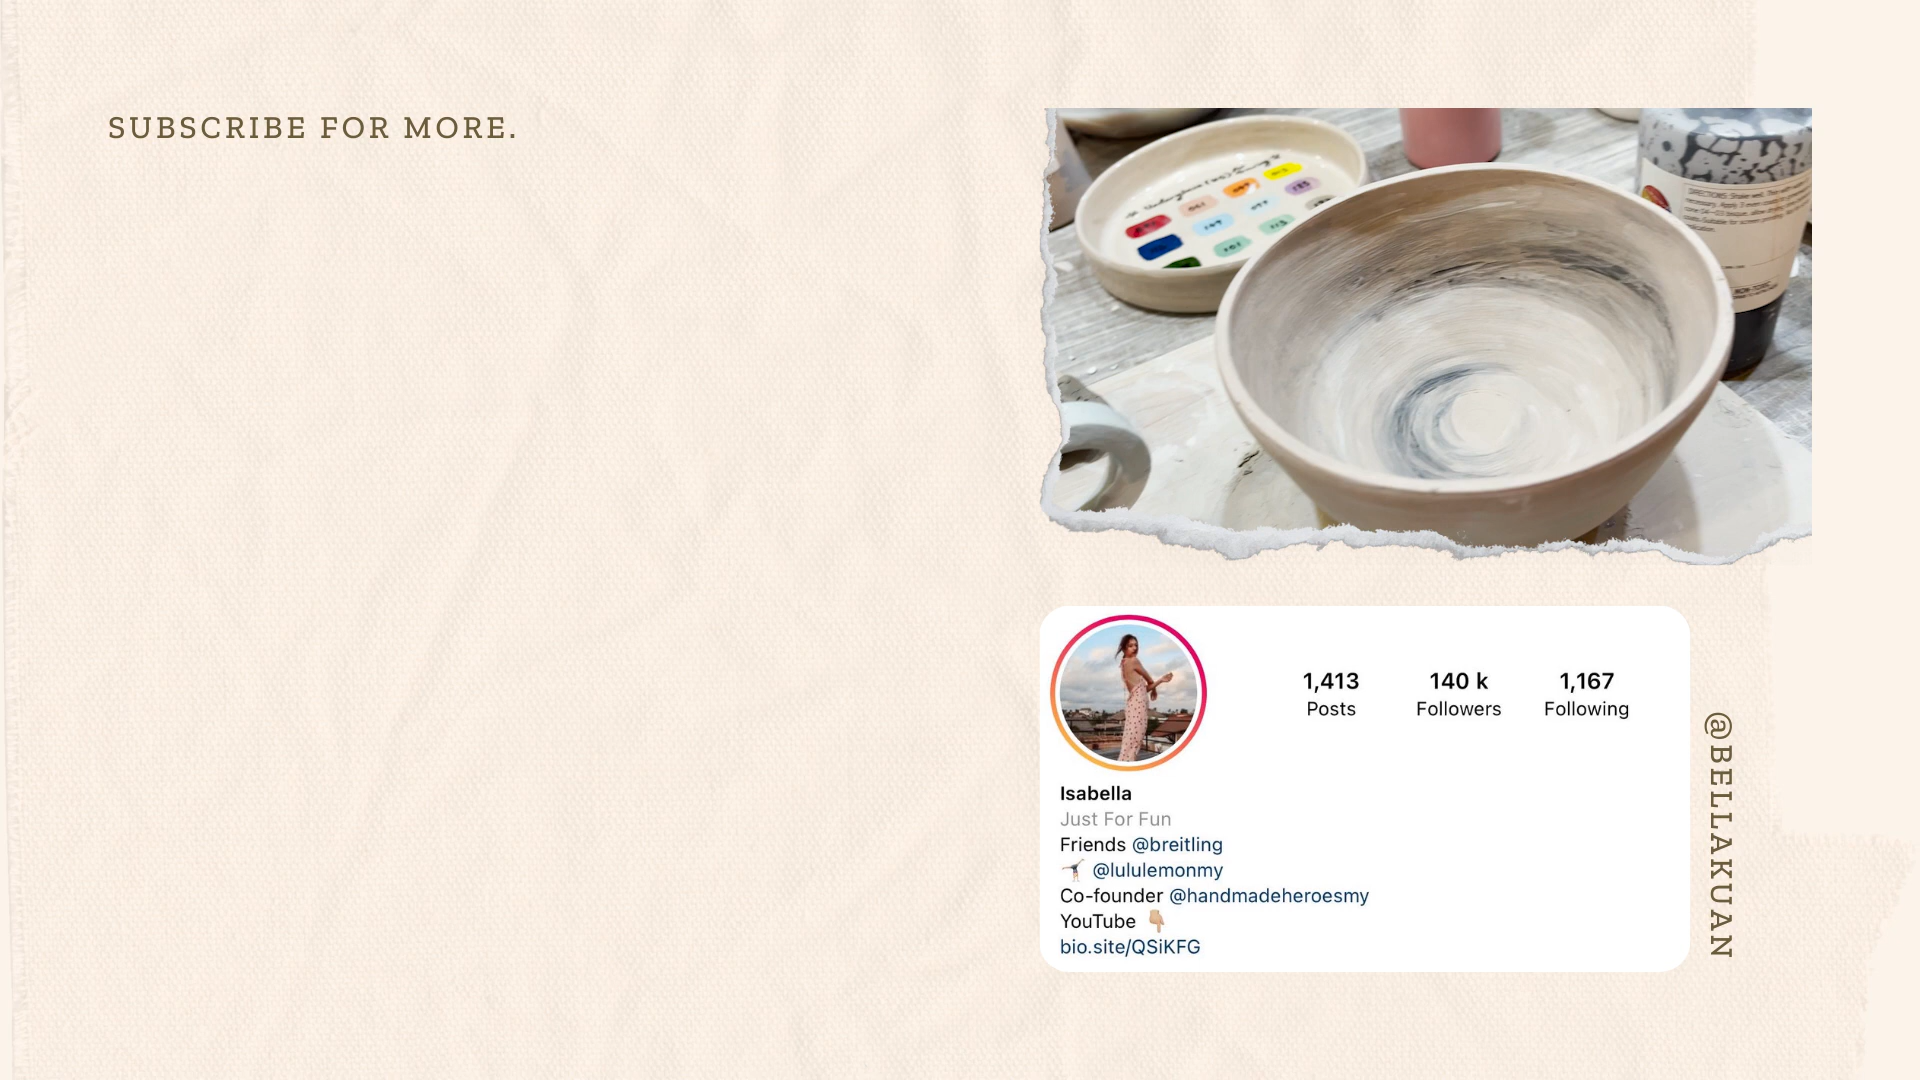 SUBSCRIBE FOR MORE.
1,413
Posts
140 k
Followers
1,167
Following
Isabella
Just For Fun
Friends @breitling
🤸🏻‍♀️ @lululemonmy
Co-founder @handmadeheroesmy
YouTube 👇🏼
bio.site/QSiKFG
@BELLAKUAN